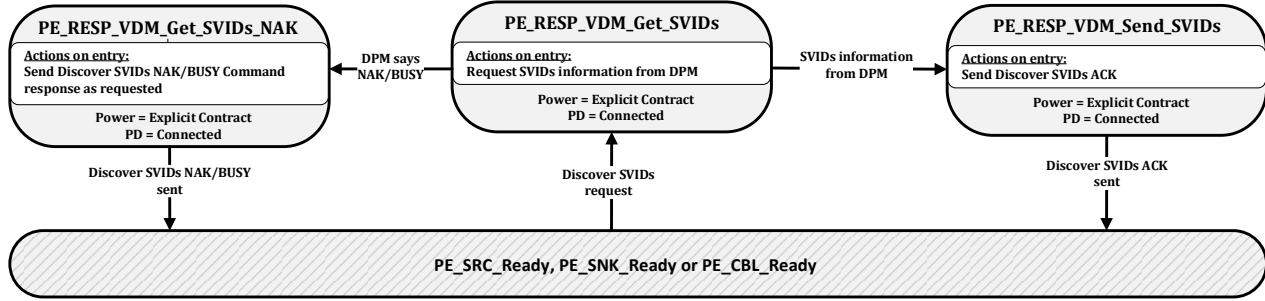 PE_RESP_VDM_Get_SVIDs_NAK
Actions on entry:
Send Discover SVIDs NAK/BUSY Command
response as requested
Power = Explicit Contract
PD = Connected
DPM says
NAK/BUSY
PE_RESP_VDM_Get_SVIDs
Actions on entry:
Request SVIDs information from DPM
Power = Explicit Contract
PD = Connected
SVIDs information
from DPM
PE_RESP_VDM_Send_SVIDs
Actions on entry:
Send Discover SVIDs ACK
Power = Explicit Contract
PD = Connected
Discover SVIDs NAK/BUSY
sent
Discover SVIDs
request
Discover SVIDs ACK
sent
PE_SRC_Ready, PE_SNK_Ready or PE_CBL_Ready